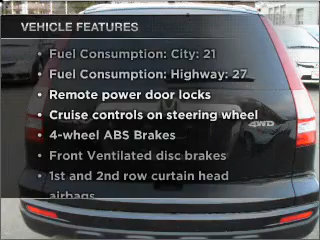 VEHICLE FEATURES
• Fuel Consumption: City: 21
• Fuel Consumption: Highway: 27
• Remote power door locks
• Cruise controls on steering wheel
• 4-wheel ABS Brakes
• Front Ventilated disc brakes
• 1st and 2nd row curtain head
airbags
4WD